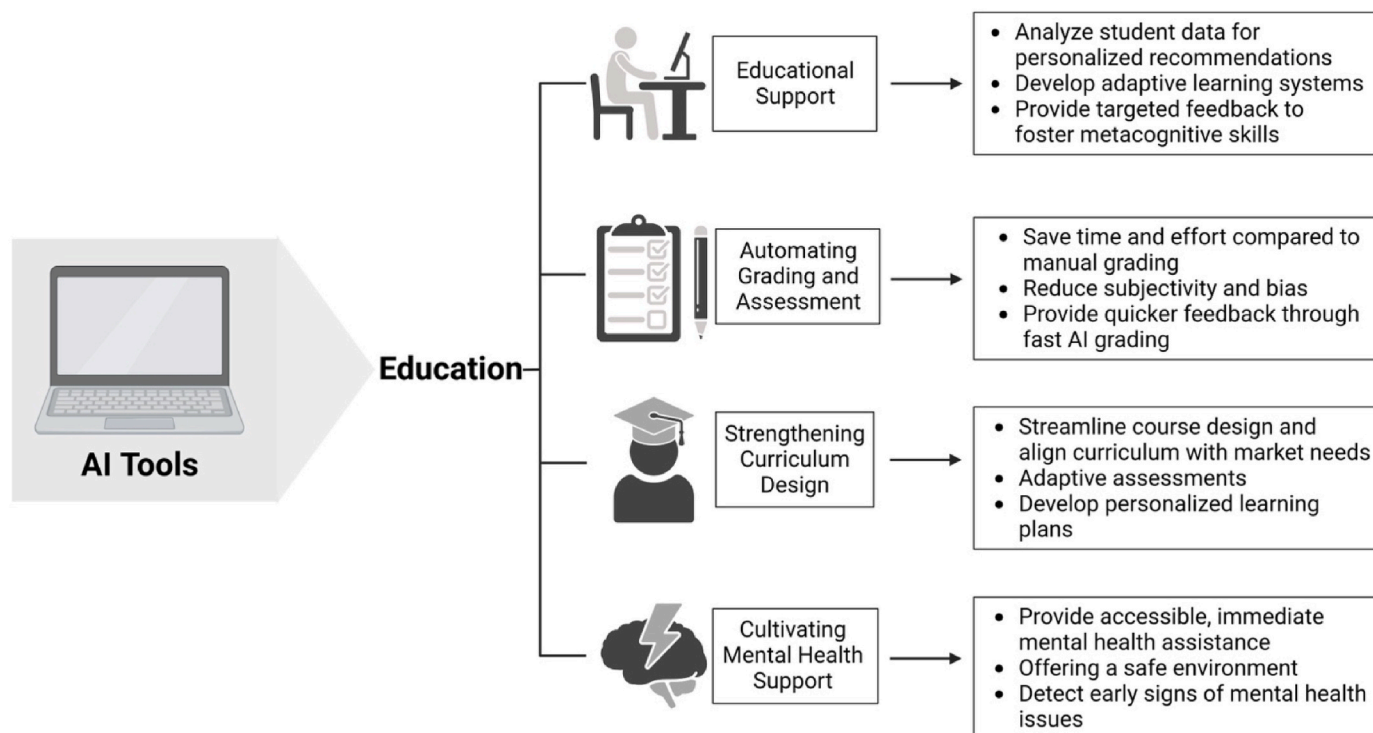 AI Tools
Education
Educational
Support
• Analyze student data for
personalized recommendations
• Develop adaptive learning systems
• Provide targeted feedback to
foster metacognitive skills
Automating
Grading and
Assessment
• Save time and effort compared to
manual grading
• Reduce subjectivity and bias
• Provide quicker feedback through
fast AI grading
Strengthening
Curriculum
Design
• Streamline course design and
align curriculum with market needs
• Adaptive assessments
• Develop personalized learning
plans
Cultivating
Mental Health
Support
• Provide accessible, immediate
mental health assistance
• Offering a safe environment
• Detect early signs of mental health
issues